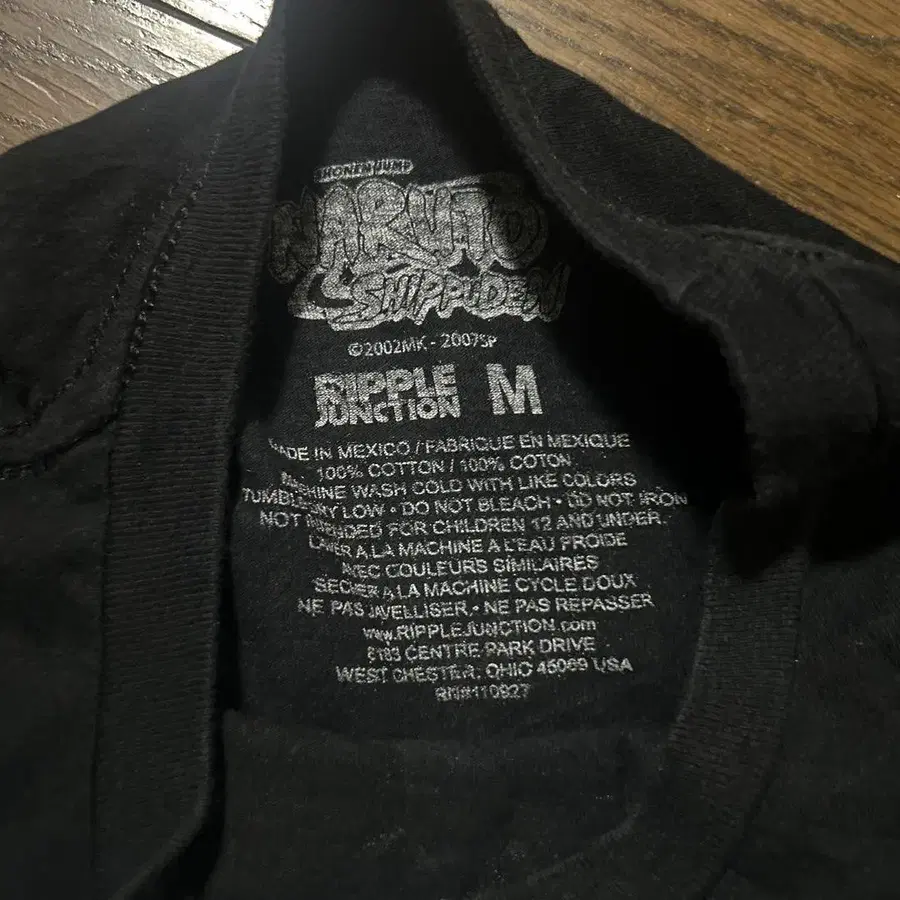 SHONEN JUMP
NARUTO
SHIPPUDEN
©2002MK - 2007SP
RIPPLE
JUNCTION M
MADE IN MEXICO / FABRIQUE EN MEXIQUE
100% COTTON / 100% COTON
MACHINE WASH COLD WITH LIKE COLORS
TUMBLE DRY LOW • DO NOT BLEACH • DO NOT IRON
NOT INTENDED FOR CHILDREN 12 AND UNDER.
LAVER A LA MACHINE A L'EAU FROIDE
AVEC COULEURS SIMILAIRES
SECHER A LA MACHINE CYCLE DOUX
NE PAS JAVELLISER • NE PAS REPASSER
www.RIPPLEJUNCTION.com
CENTRE PARK DRIVE
WEST CHESTER, OHIO 45069 USA
RN#110927